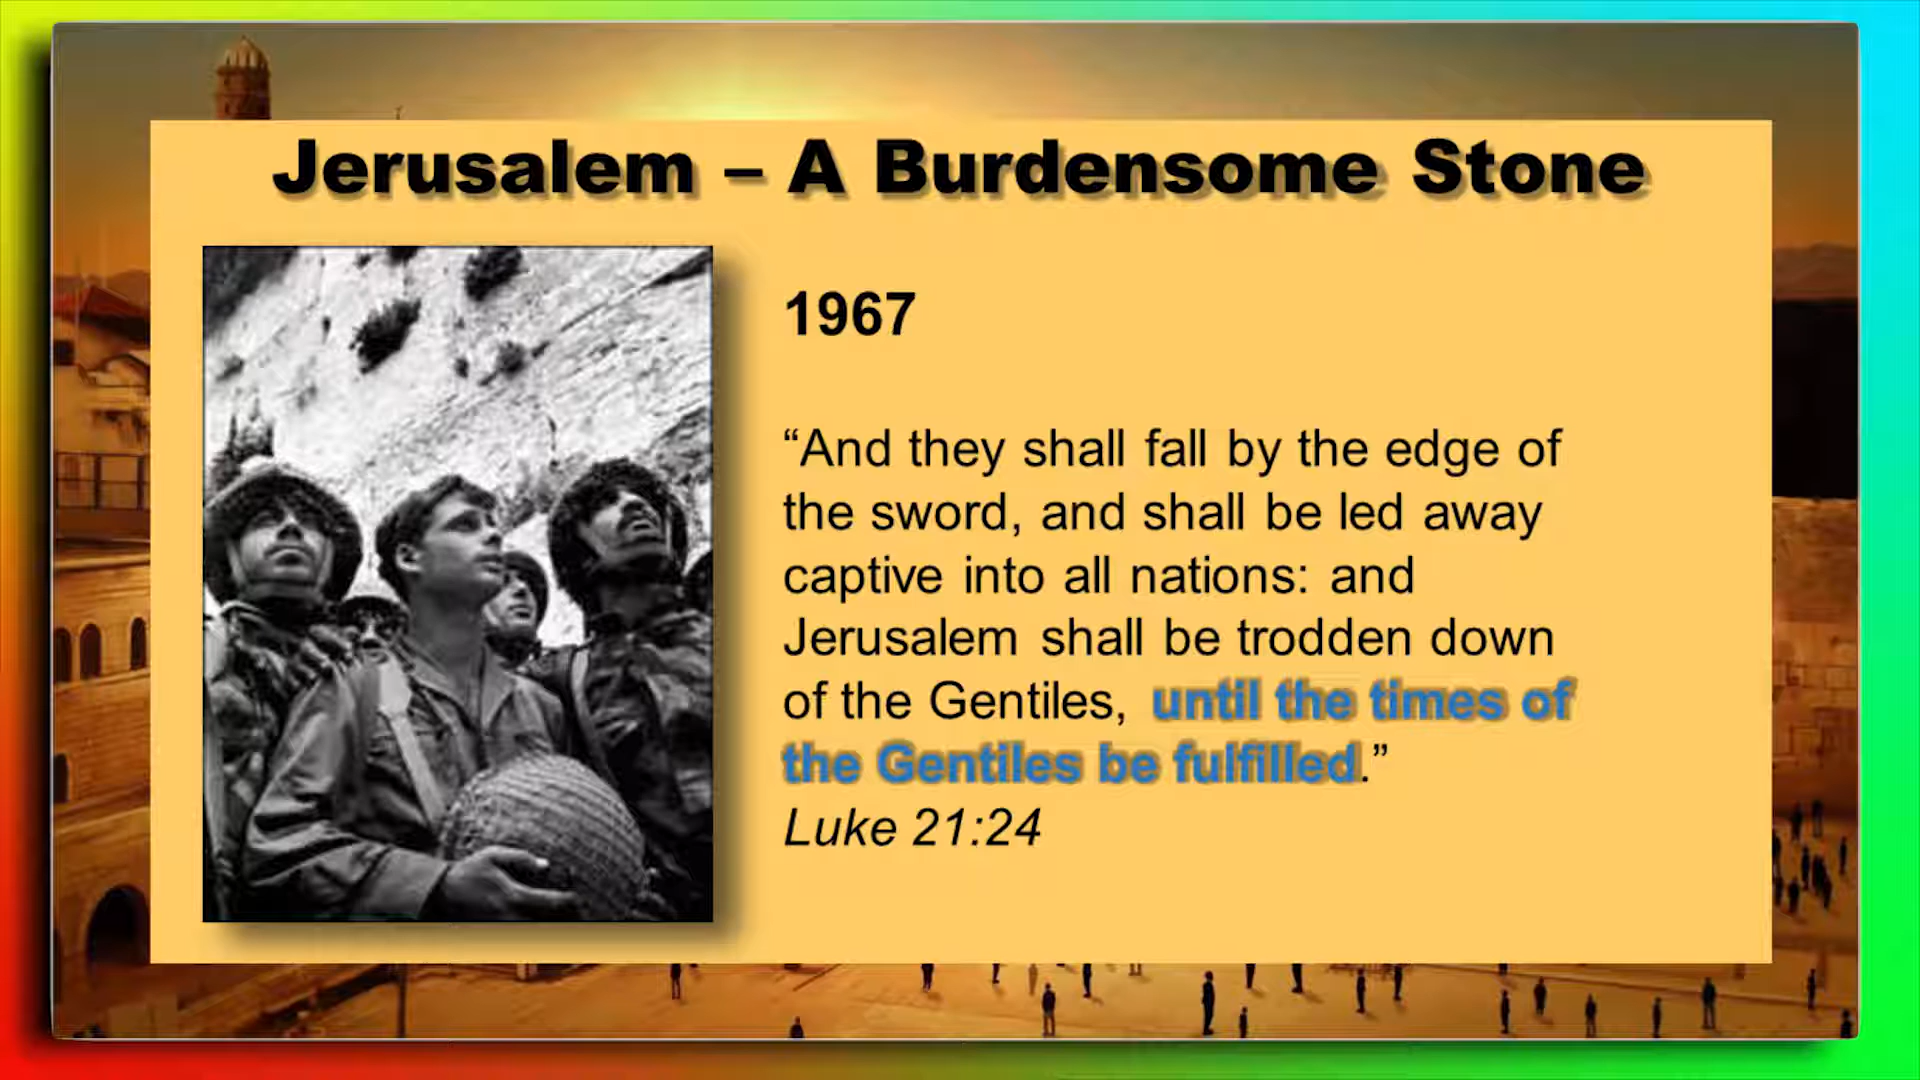 Jerusalem – A Burdensome Stone
1967
“And they shall fall by the edge of
the sword, and shall be led away
captive into all nations: and
Jerusalem shall be trodden down
of the Gentiles, until the times of
the Gentiles be fulfilled.”
Luke 21:24